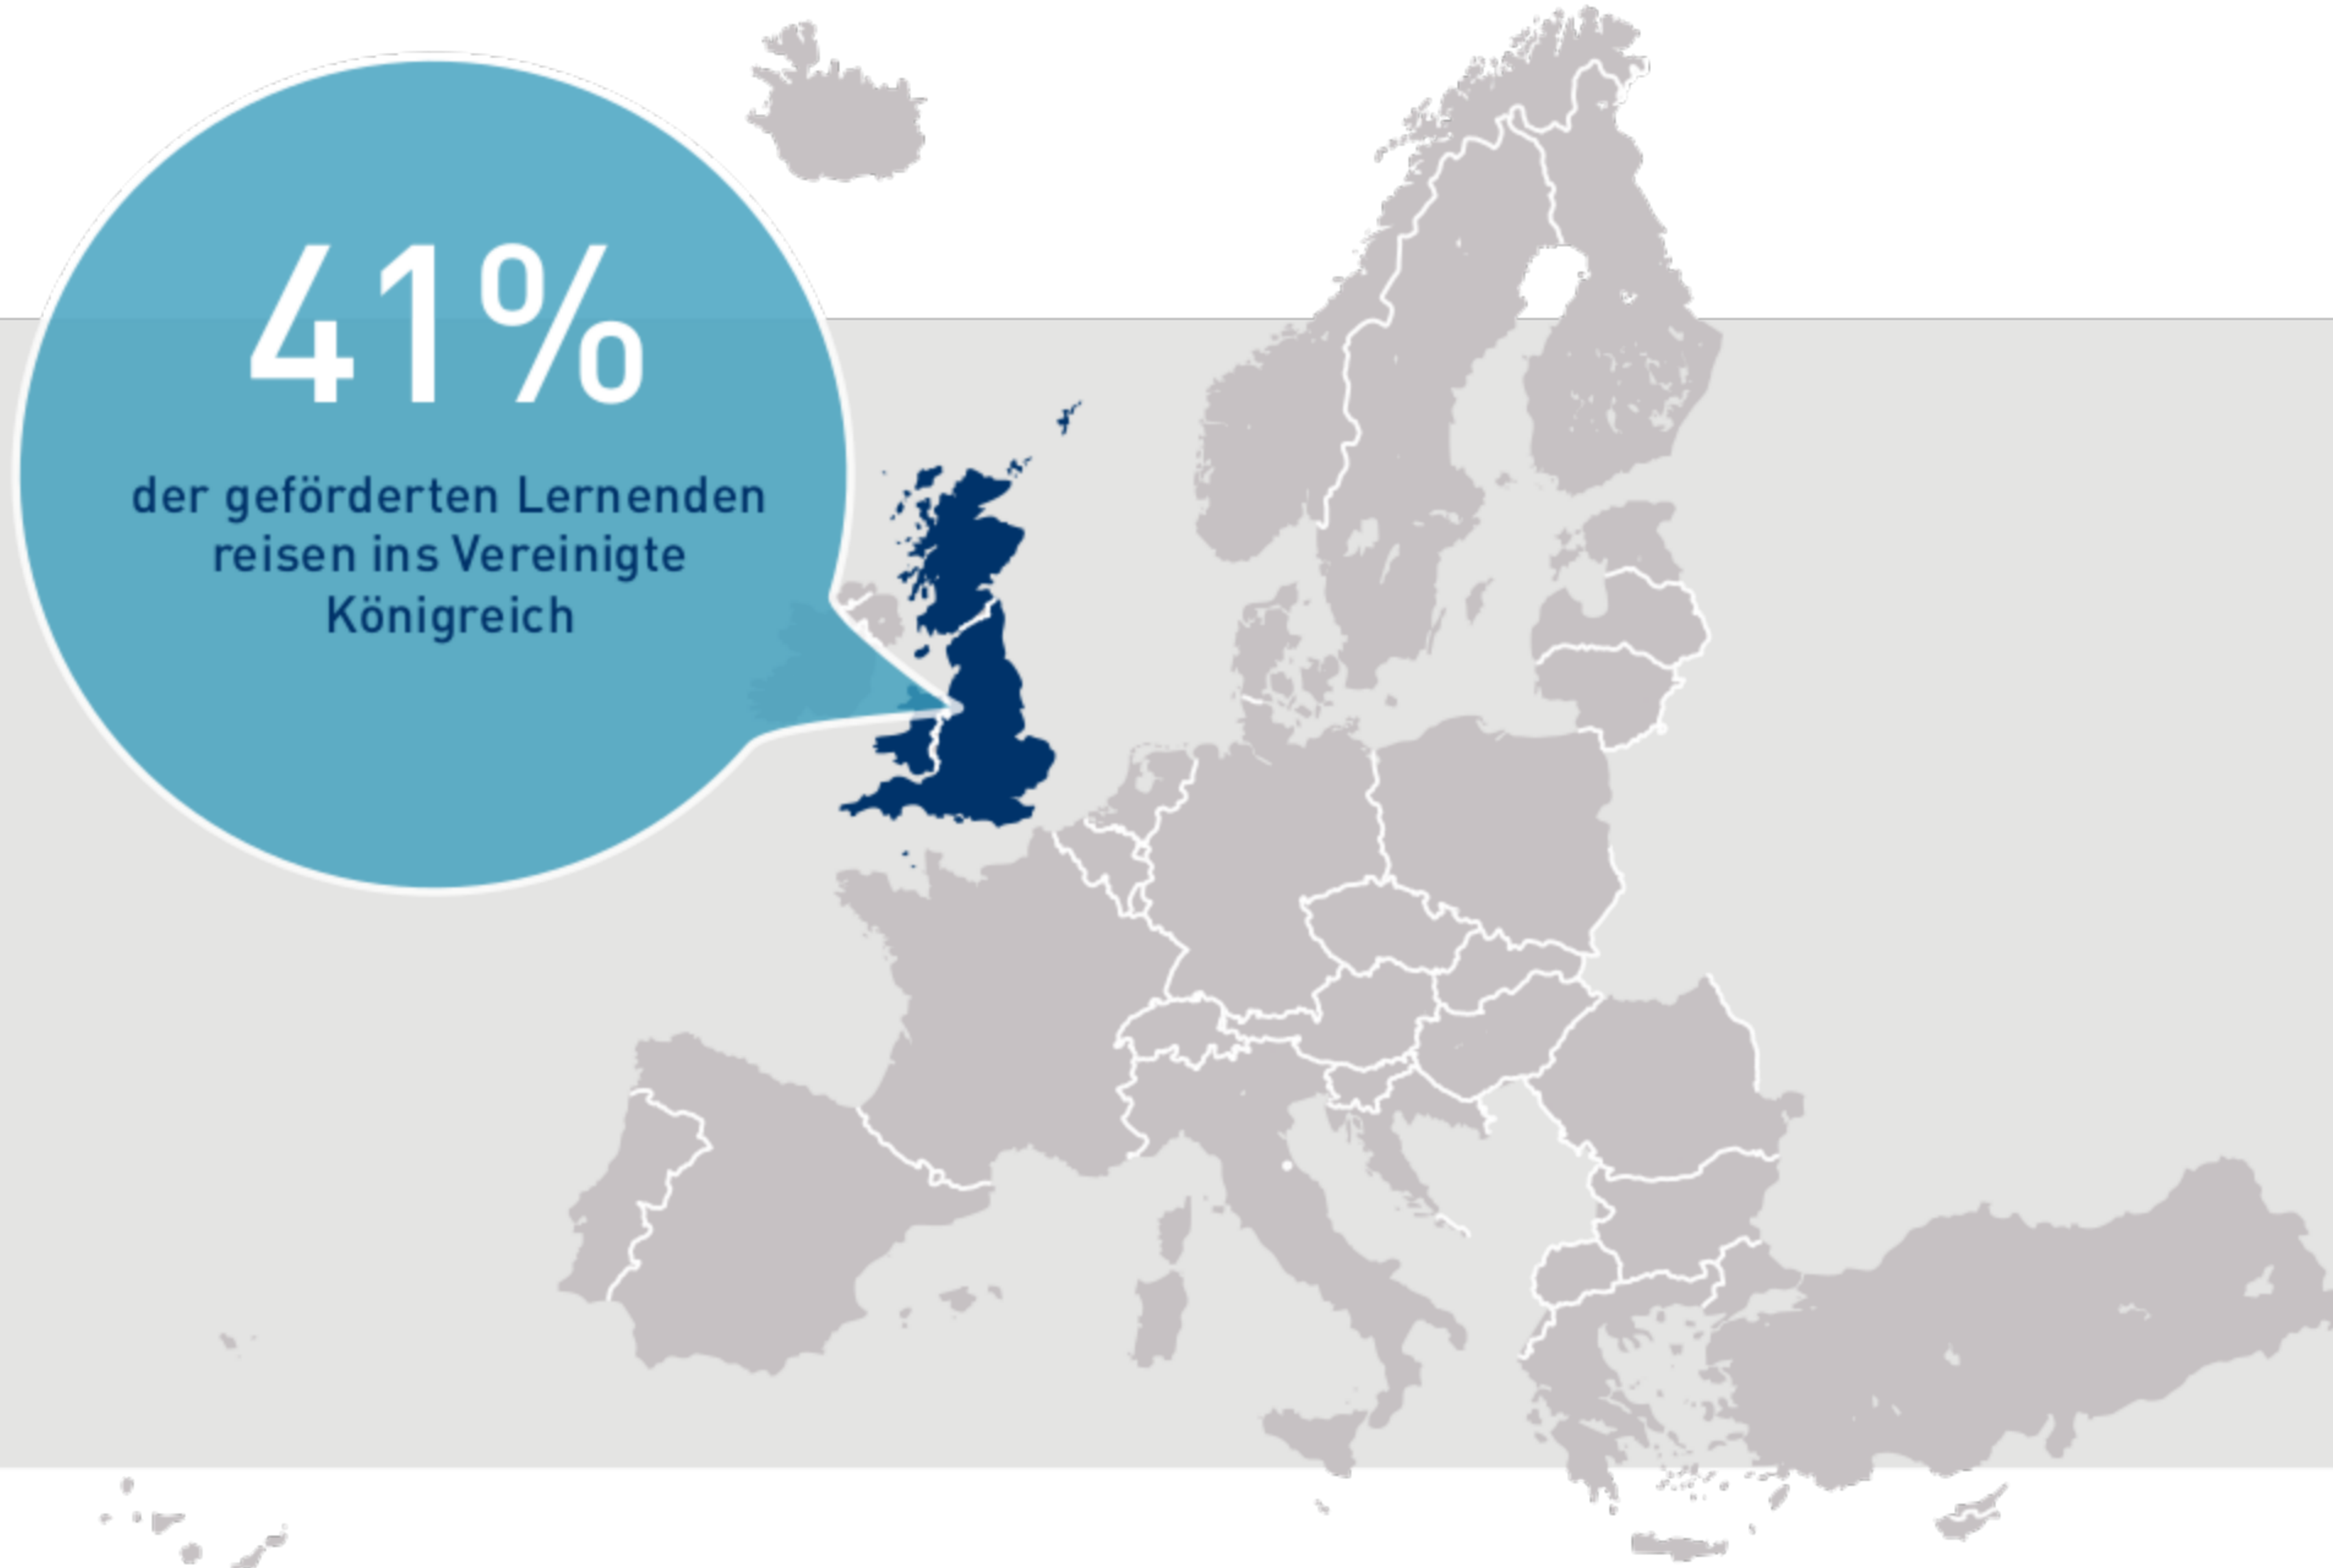 41%
der geförderten Lernenden
reisen ins Vereinigte
Königreich